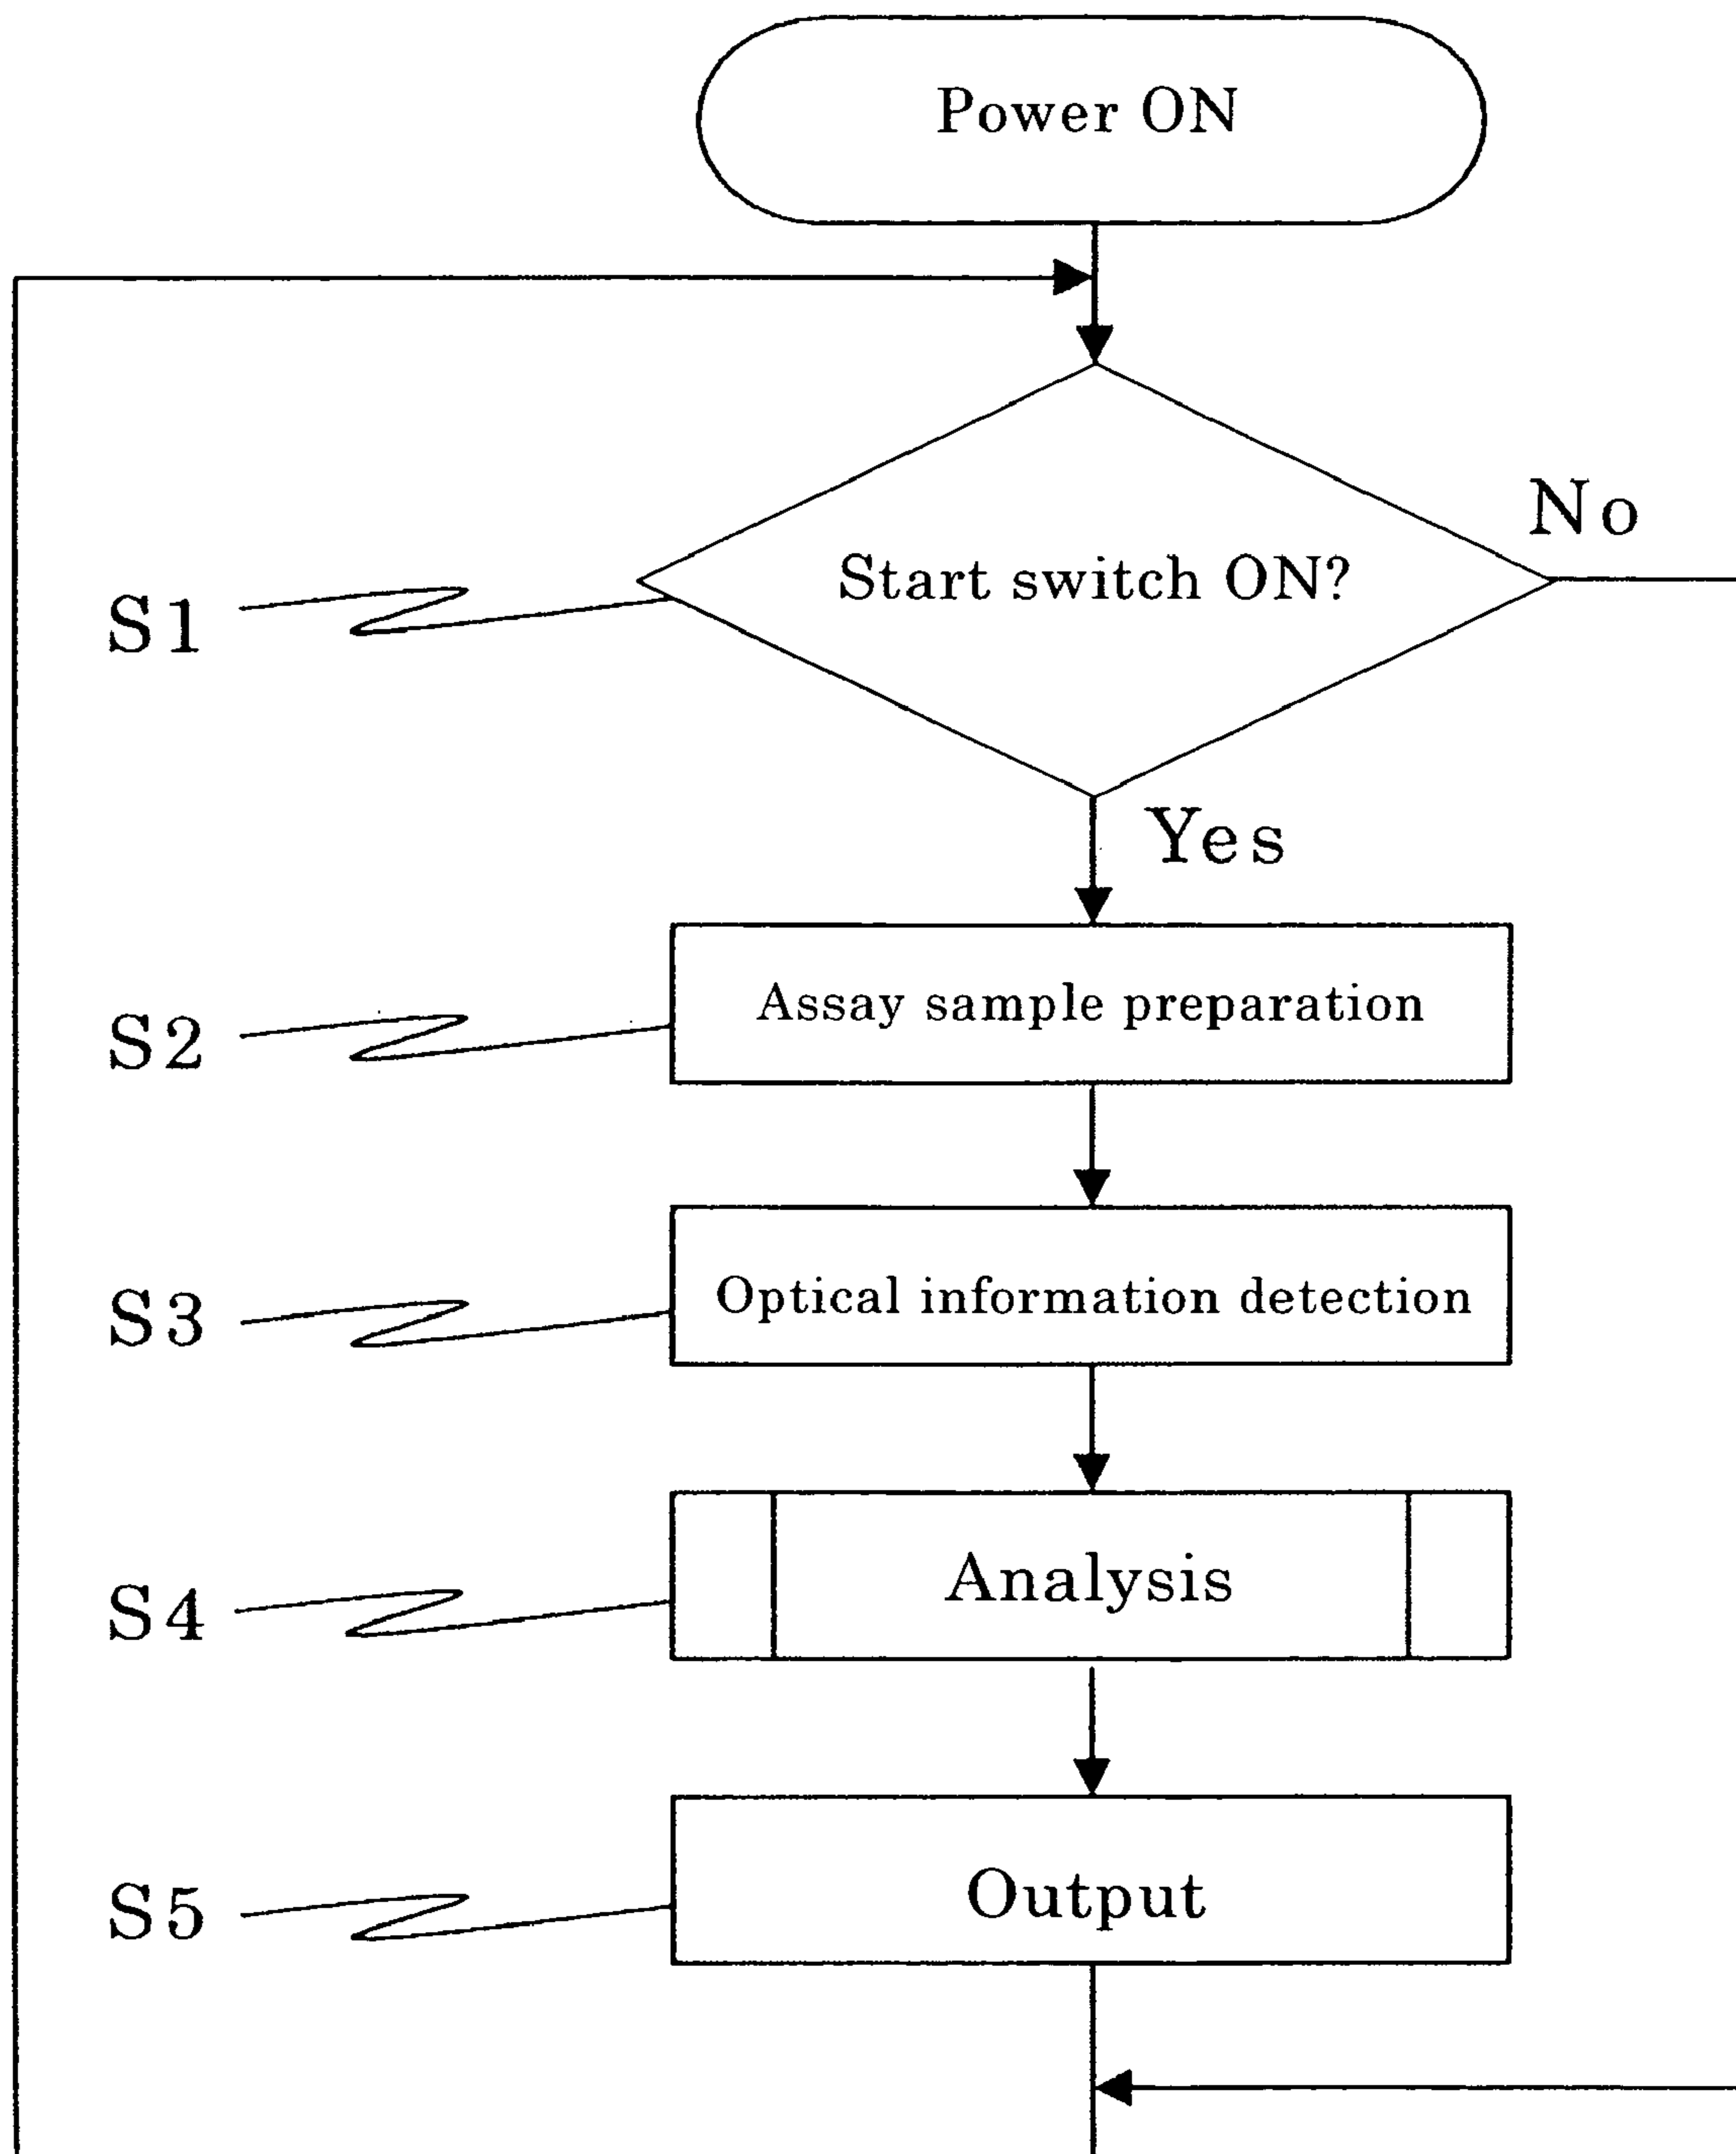 Power ON
No
Start switch ON?
S1
Yes
Assay sample preparation
S2
Optical information detection
S3
Analysis
S4
Output
S5